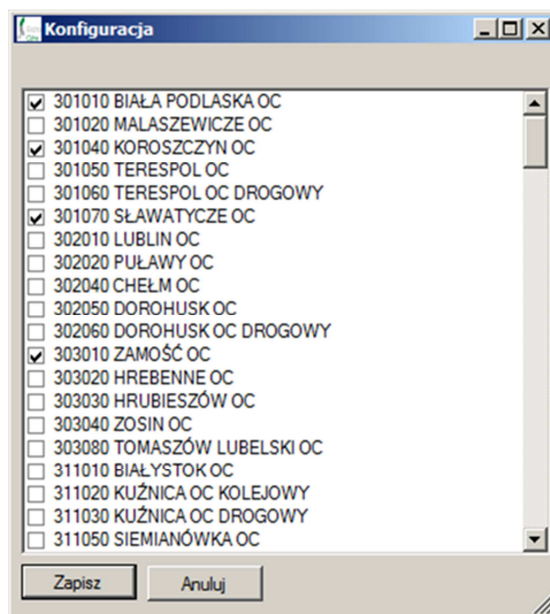 Konfiguracja
301010 BIAŁA PODLASKA OC
301020 MALASZEWICZE OC
301040 KOROSZCZYN OC
301050 TERESPOL OC
301060 TERESPOL OC DROGOWY
301070 SŁAWATYCZE OC
302010 LUBLIN OC
302020 PUŁAWY OC
302040 CHEŁM OC
302050 DOROHUSK OC
302060 DOROHUSK OC DROGOWY
303010 ZAMOŚĆ OC
303020 HREBENNE OC
303030 HRUBIESZÓW OC
303040 ZOSIN OC
303080 TOMASZÓW LUBELSKI OC
311010 BIAŁYSTOK OC
311020 KUŹNICA OC KOLEJOWY
311030 KUŹNICA OC DROGOWY
311050 SIEMIANÓWKA OC
Zapisz Anuluj